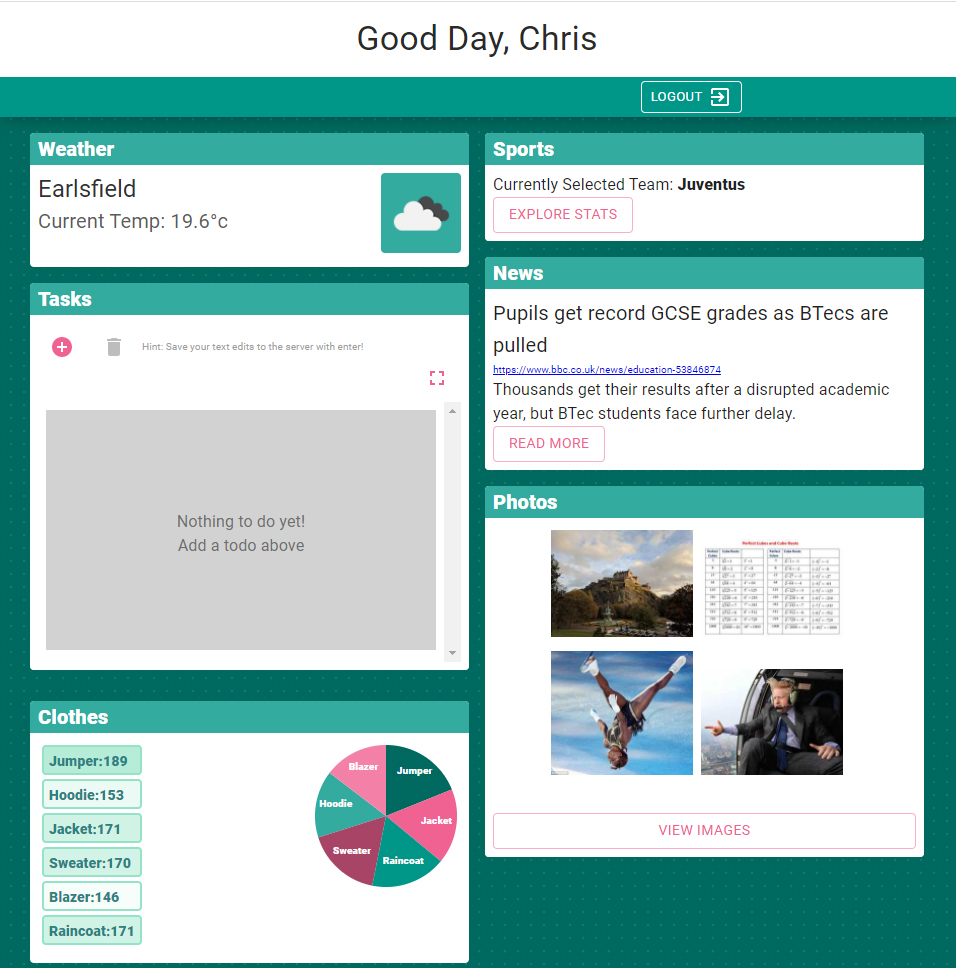 Good Day, Chris
LOGOUT
Weather
Earlsfield
Current Temp: 19.6°c
Tasks
Hint: Save your text edits to the server with enter!
Nothing to do yet!
Add a todo above
Clothes
Jumper:189
Hoodie:153
Jacket:171
Sweater:170
Blazer:146
Raincoat:171
Blazer
Jumper
Hoodie
Jacket
Sweater
Raincoat
Sports
Currently Selected Team: Juventus
EXPLORE STATS
News
Pupils get record GCSE grades as BTecs are
pulled
https://www.bbc.co.uk/news/education-53846874
Thousands get their results after a disrupted academic
year, but BTec students face further delay.
READ MORE
Photos
Perfect Cubes and Cube Roots
VIEW IMAGES